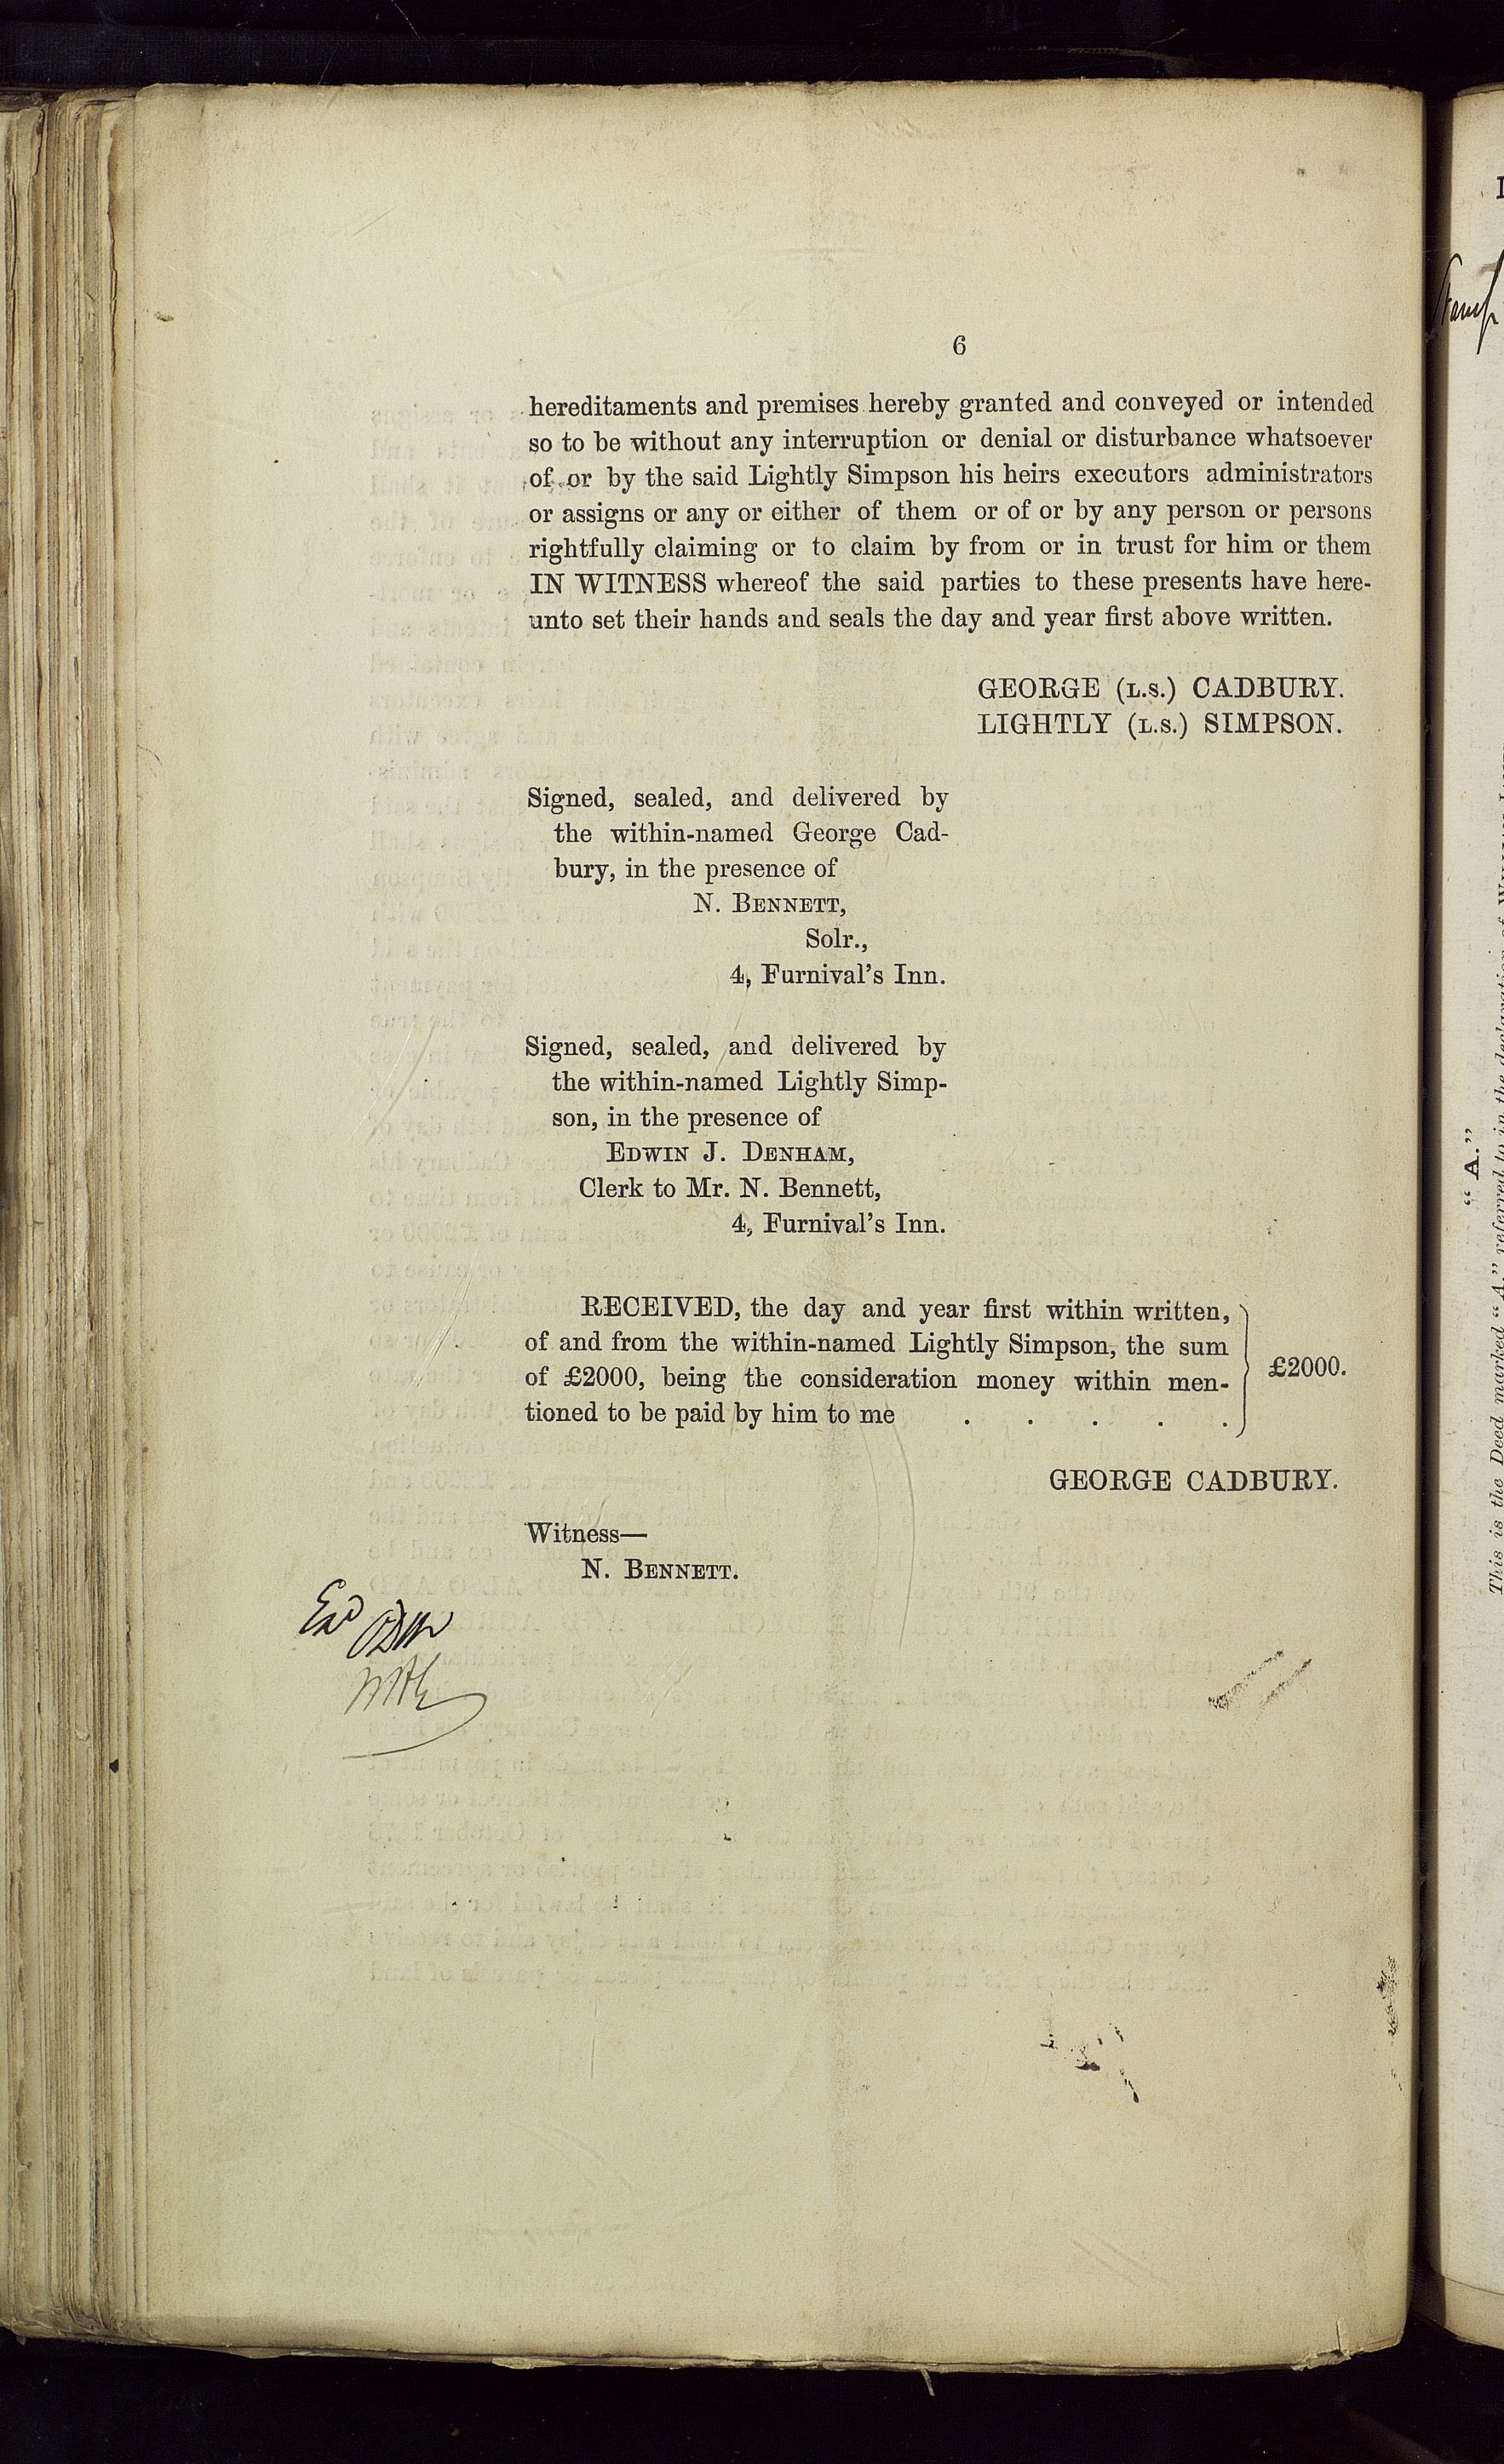 6
hereditaments and premises hereby granted and conveyed or intended
so to be without any interruption or denial or disturbance whatsoever
of or by the said Lightly Simpson his heirs executors administrators
or assigns or any or either of them or of or by any person or persons
rightfully claiming or to claim by from or in trust for him or them
IN WITNESS whereof the said parties to these presents have here-
unto set their hands and seals the day and year first above written.
GEORGE (L.S.) CADBURY.
LIGHTLY (L.S.) SIMPSON.
Signed, sealed, and delivered by
the within-named George Cad-
bury, in the presence of
N. BENNETT,
Solr.,
4, Furnival's Inn.
Signed, sealed, and delivered by
the within-named Lightly Simp-
son, in the presence of
EDWIN J. DENHAM,
Clerk to Mr. N. Bennett,
4, Furnival's Inn.
RECEIVED, the day and year first within written,
of and from the within-named Lightly Simpson, the sum
of £2000, being the consideration money within men-
tioned to be paid by him to me . . . . .
£2000.
GEORGE CADBURY.
Witness—
N. BENNETT.
Exd
"A."
This is the Deed marked "A," referred to in the declaration of